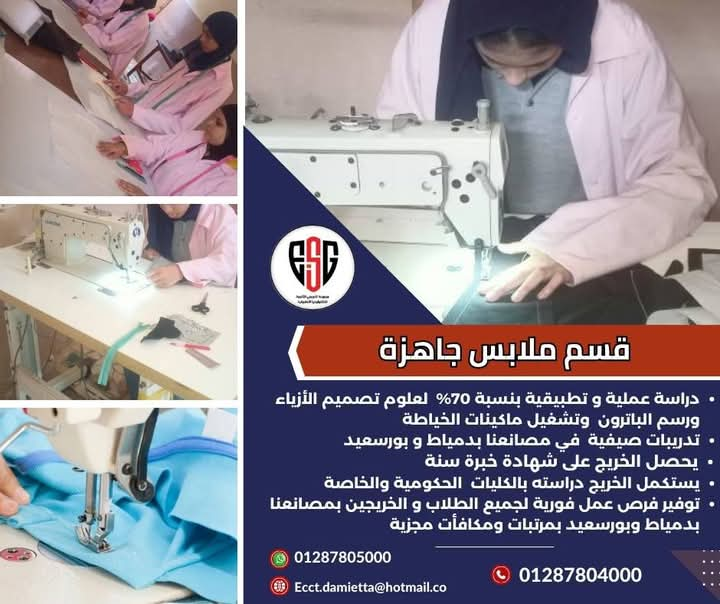 ESG
قسم ملابس جاهزة
• دراسة عملية و تطبيقية بنسبة 70% لعلوم تصميم الأزياء
ورسم الباترون وتشغيل ماكينات الخياطة
• تدريبات صيفية في مصانعنا بدمياط و بورسعيد
• يحصل الخريج على شهادة خبرة سنة
• يستكمل الخريج دراسته بالكليات الحكومية والخاصة
• توفير فرص عمل فورية لجميع الطلاب و الخريجين بمصانعنا
بدمياط وبورسعيد بمرتبات ومكافأت مجزية
01287805000
01287804000
Ecct.damietta@hotmail.co